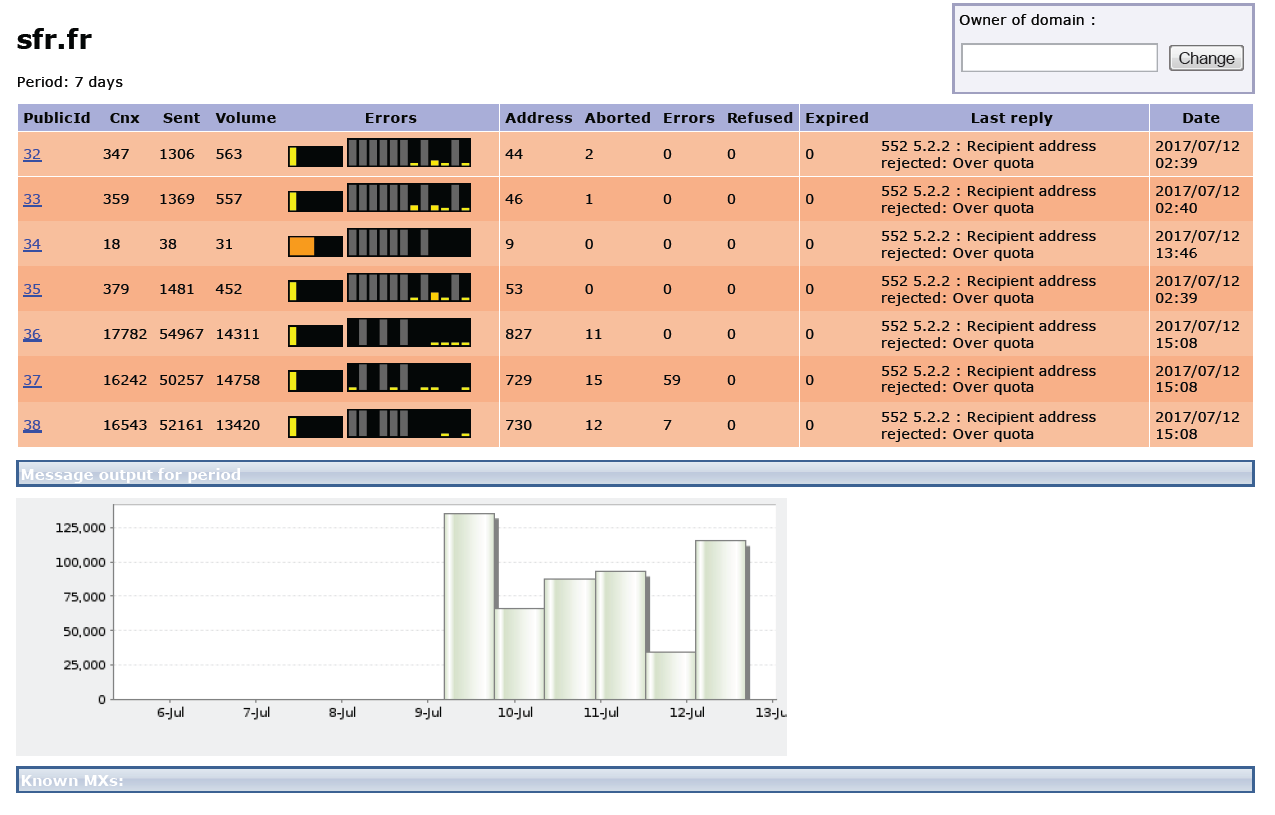 Owner of domain :
sfr.fr
Change
Period: 7 days
PublicId Cnx Sent Volume Errors Address Aborted Errors Refused Expired Last reply Date
32 347 1306 563 44 2 0 0 0 552 5.2.2 : Recipient address 2017/07/12
rejected: Over quota 02:39
33 359 1369 557 46 1 0 0 0 552 5.2.2 : Recipient address 2017/07/12
rejected: Over quota 02:40
34 18 38 31 9 0 0 0 0 552 5.2.2 : Recipient address 2017/07/12
rejected: Over quota 13:46
35 379 1481 452 53 0 0 0 0 552 5.2.2 : Recipient address 2017/07/12
rejected: Over quota 02:39
36 17782 54967 14311 827 11 0 0 0 552 5.2.2 : Recipient address 2017/07/12
rejected: Over quota 15:08
37 16242 50257 14758 729 15 59 0 0 552 5.2.2 : Recipient address 2017/07/12
rejected: Over quota 15:08
38 16543 52161 13420 730 12 7 0 0 552 5.2.2 : Recipient address 2017/07/12
rejected: Over quota 15:08
Message output for period
125,000
100,000
75,000
50,000
25,000
0
6-Jul 7-Jul 8-Jul 9-Jul 10-Jul 11-Jul 12-Jul 13-Ju
Known MXs: